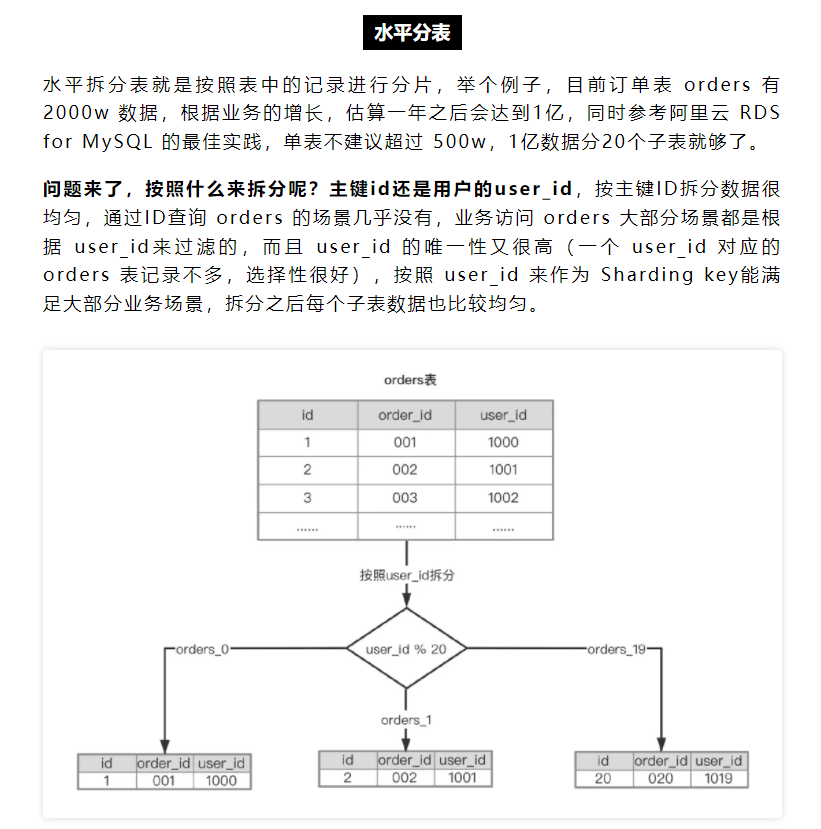 水平分表
水平拆分表就是按照表中的记录进行分片，举个例子，目前订单表 orders 有
2000w 数据，根据业务的增长，估算一年之后会达到1亿，同时参考阿里云 RDS
for MySQL 的最佳实践，单表不建议超过 500w，1亿数据分20个子表就够了。
问题来了，按照什么来拆分呢？主键id还是用户的user_id，按主键ID拆分数据很
均匀，通过ID查询 orders 的场景几乎没有，业务访问 orders 大部分场景都是根
据 user_id来过滤的，而且 user_id 的唯一性又很高（一个 user_id 对应的
orders 表记录不多，选择性很好），按照 user_id 来作为 Sharding key能满
足大部分业务场景，拆分之后每个子表数据也比较均匀。
orders表
id order_id user_id
1 001 1000
2 002 1001
3 003 1002
...... ...... ......
按照user_id拆分
user_id % 20
orders_0
orders_19
orders_1
id order_id user_id
1 001 1000
id order_id user_id
2 002 1001
id order_id user_id
20 020 1019